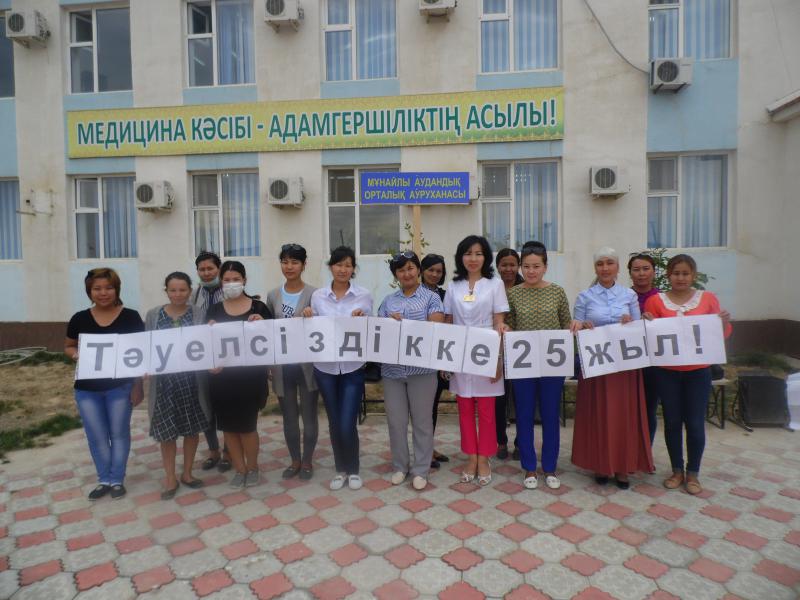 МЕДИЦИНА КӘСІБІ - АДАМГЕРШІЛІКТІҢ АСЫЛЫ!
МҰНАЙЛЫ АУДАНДЫҚ
ОРТАЛЫҚ АУРУХАНАСЫ
Тәуелсіздікке 25 жыл!